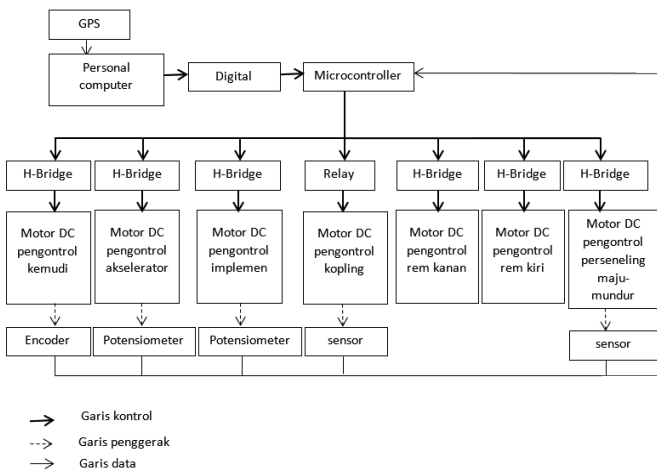 GPS
Personal
computer
Digital
Microcontroller
H-Bridge
H-Bridge
H-Bridge
Relay
H-Bridge
H-Bridge
H-Bridge
Motor DC
pengontrol
kemudi
Motor DC
pengontrol
akselerator
Motor DC
pengontrol
implemen
Motor DC
pengontrol
kopling
Motor DC
pengontrol
rem kanan
Motor DC
pengontrol
rem kiri
Motor DC
pengontrol
perseneling
maju-
mundur
Encoder
Potensiometer
Potensiometer
sensor
sensor
Garis kontrol
Garis penggerak
Garis data